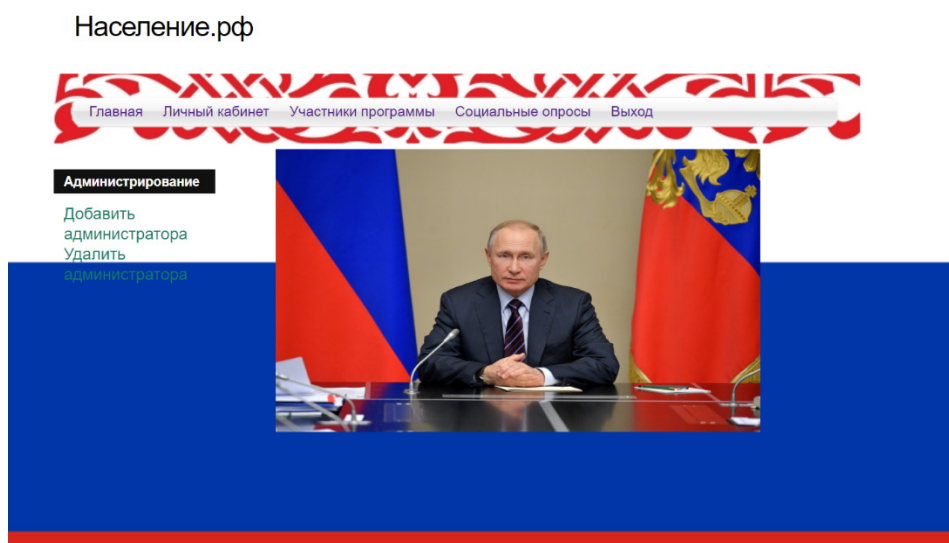 Население.рф
Главная Личный кабинет Участники программы Социальные опросы Выход
Администрирование
Добавить
администратора
Удалить
администратора